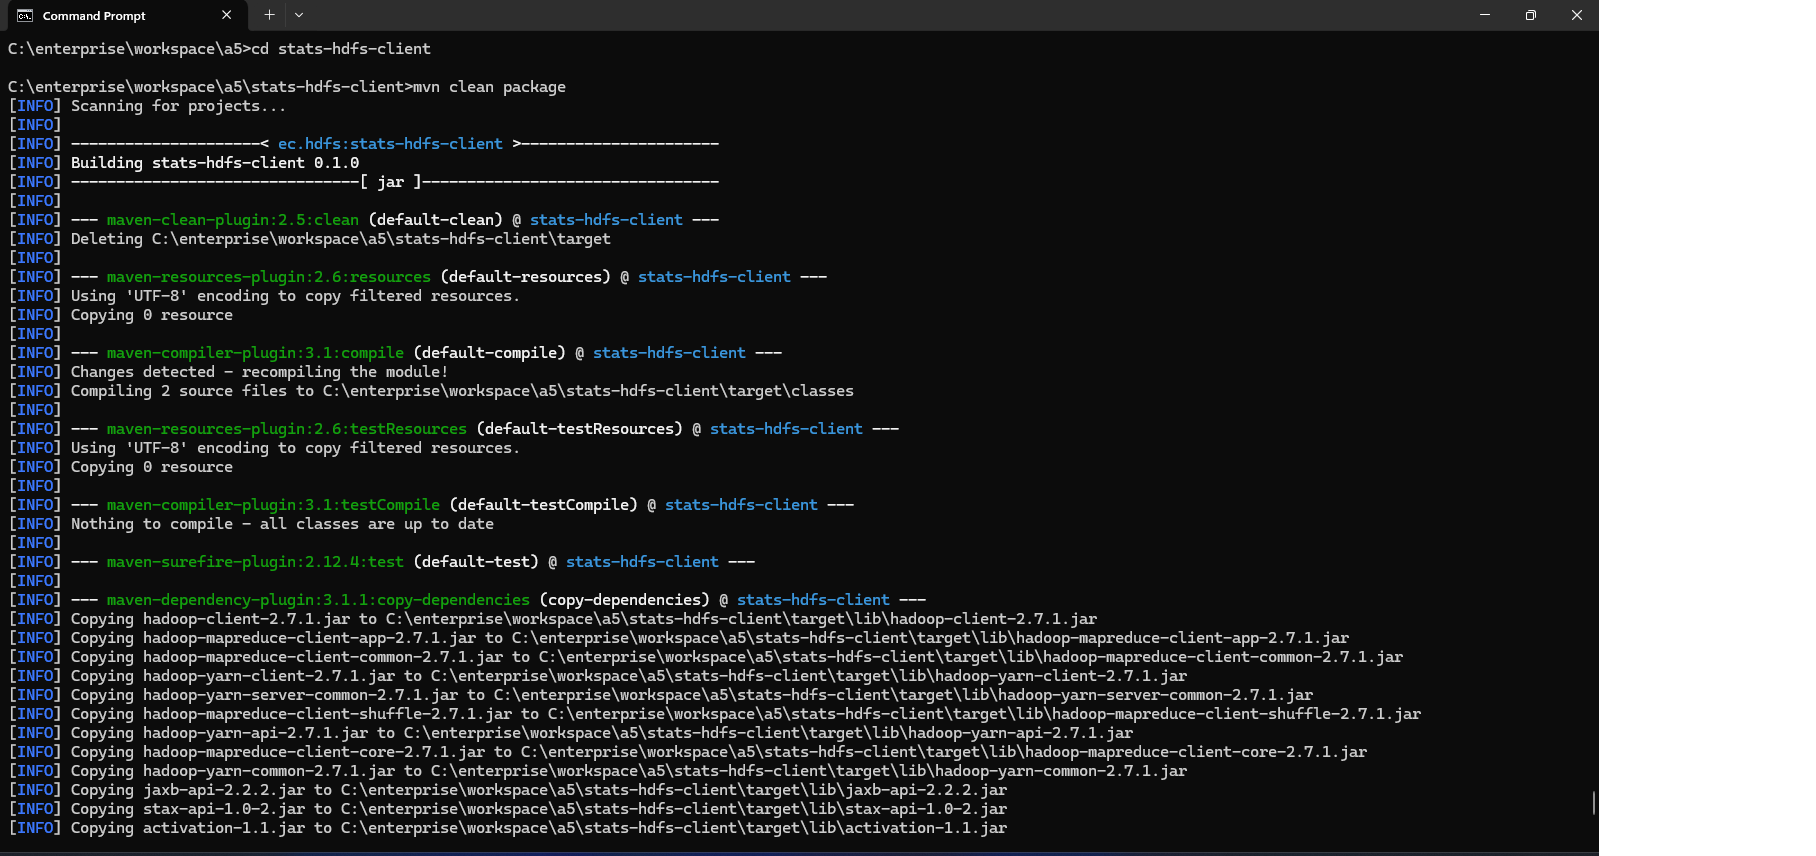 Command Prompt
C:\enterprise\workspace\a5>cd stats-hdfs-client
C:\enterprise\workspace\a5\stats-hdfs-client>mvn clean package
[INFO] Scanning for projects...
[INFO]
[INFO] ---------------------< ec.hdfs:stats-hdfs-client >----------------------
[INFO] Building stats-hdfs-client 0.1.0
[INFO] --------------------------------[ jar ]---------------------------------
[INFO]
[INFO] --- maven-clean-plugin:2.5:clean (default-clean) @ stats-hdfs-client ---
[INFO] Deleting C:\enterprise\workspace\a5\stats-hdfs-client\target
[INFO]
[INFO] --- maven-resources-plugin:2.6:resources (default-resources) @ stats-hdfs-client ---
[INFO] Using 'UTF-8' encoding to copy filtered resources.
[INFO] Copying 0 resource
[INFO]
[INFO] --- maven-compiler-plugin:3.1:compile (default-compile) @ stats-hdfs-client ---
[INFO] Changes detected - recompiling the module!
[INFO] Compiling 2 source files to C:\enterprise\workspace\a5\stats-hdfs-client\target\classes
[INFO]
[INFO] --- maven-resources-plugin:2.6:testResources (default-testResources) @ stats-hdfs-client ---
[INFO] Using 'UTF-8' encoding to copy filtered resources.
[INFO] Copying 0 resource
[INFO]
[INFO] --- maven-compiler-plugin:3.1:testCompile (default-testCompile) @ stats-hdfs-client ---
[INFO] Nothing to compile - all classes are up to date
[INFO]
[INFO] --- maven-surefire-plugin:2.12.4:test (default-test) @ stats-hdfs-client ---
[INFO]
[INFO] --- maven-dependency-plugin:3.1.1:copy-dependencies (copy-dependencies) @ stats-hdfs-client ---
[INFO] Copying hadoop-client-2.7.1.jar to C:\enterprise\workspace\a5\stats-hdfs-client\target\lib\hadoop-client-2.7.1.jar
[INFO] Copying hadoop-mapreduce-client-app-2.7.1.jar to C:\enterprise\workspace\a5\stats-hdfs-client\target\lib\hadoop-mapreduce-client-app-2.7.1.jar
[INFO] Copying hadoop-mapreduce-client-common-2.7.1.jar to C:\enterprise\workspace\a5\stats-hdfs-client\target\lib\hadoop-mapreduce-client-common-2.7.1.jar
[INFO] Copying hadoop-yarn-client-2.7.1.jar to C:\enterprise\workspace\a5\stats-hdfs-client\target\lib\hadoop-yarn-client-2.7.1.jar
[INFO] Copying hadoop-yarn-server-common-2.7.1.jar to C:\enterprise\workspace\a5\stats-hdfs-client\target\lib\hadoop-yarn-server-common-2.7.1.jar
[INFO] Copying hadoop-mapreduce-client-shuffle-2.7.1.jar to C:\enterprise\workspace\a5\stats-hdfs-client\target\lib\hadoop-mapreduce-client-shuffle-2.7.1.jar
[INFO] Copying hadoop-yarn-api-2.7.1.jar to C:\enterprise\workspace\a5\stats-hdfs-client\target\lib\hadoop-yarn-api-2.7.1.jar
[INFO] Copying hadoop-mapreduce-client-core-2.7.1.jar to C:\enterprise\workspace\a5\stats-hdfs-client\target\lib\hadoop-mapreduce-client-core-2.7.1.jar
[INFO] Copying hadoop-yarn-common-2.7.1.jar to C:\enterprise\workspace\a5\stats-hdfs-client\target\lib\hadoop-yarn-common-2.7.1.jar
[INFO] Copying jaxb-api-2.2.2.jar to C:\enterprise\workspace\a5\stats-hdfs-client\target\lib\jaxb-api-2.2.2.jar
[INFO] Copying stax-api-1.0-2.jar to C:\enterprise\workspace\a5\stats-hdfs-client\target\lib\stax-api-1.0-2.jar
[INFO] Copying activation-1.1.jar to C:\enterprise\workspace\a5\stats-hdfs-client\target\lib\activation-1.1.jar